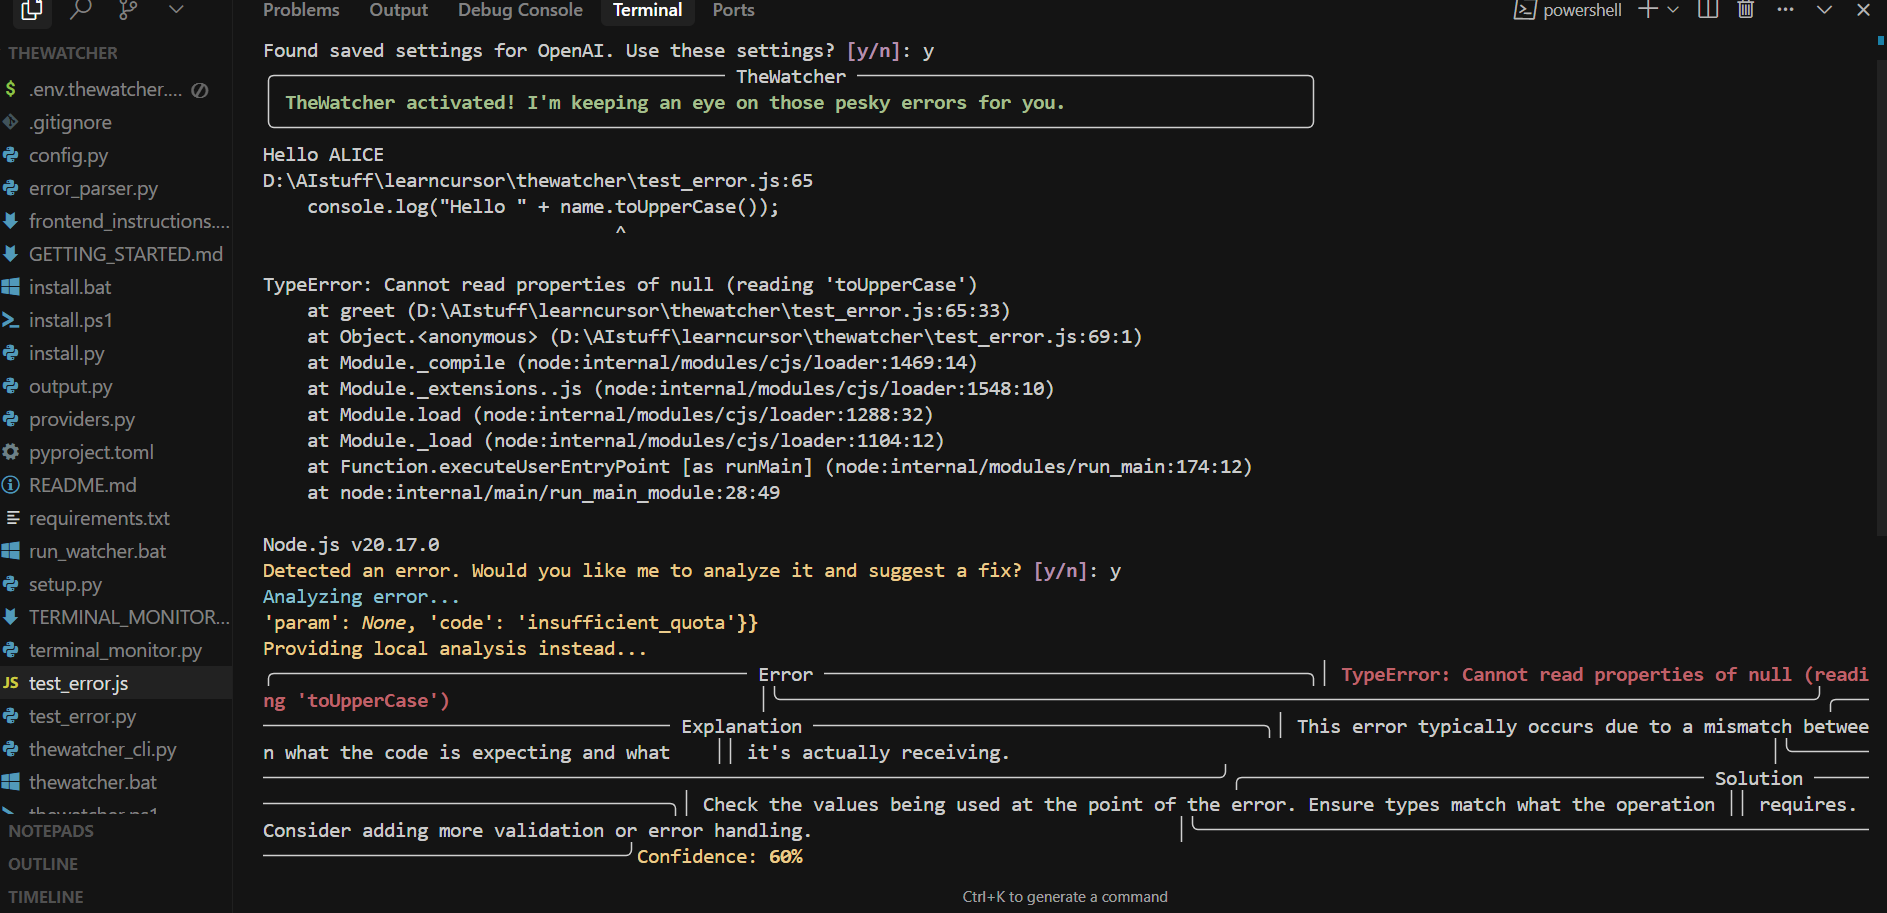 Problems Output Debug Console Terminal Ports powershell
THEWATCHER
.env.thewatcher....
.gitignore
config.py
error_parser.py
frontend_instructions....
GETTING_STARTED.md
install.bat
install.ps1
install.py
output.py
providers.py
pyproject.toml
README.md
requirements.txt
run_watcher.bat
setup.py
TERMINAL_MONITOR...
terminal_monitor.py
JS test_error.js
test_error.py
thewatcher_cli.py
thewatcher.bat
thewatcher.ps1
NOTEPADS
OUTLINE
TIMELINE
Found saved settings for OpenAI. Use these settings? [y/n]: y
TheWatcher
TheWatcher activated! I'm keeping an eye on those pesky errors for you.
Hello ALICE
D:\AIstuff\learncursor\thewatcher\test_error.js:65
console.log("Hello " + name.toUpperCase());
^
TypeError: Cannot read properties of null (reading 'toUpperCase')
at greet (D:\AIstuff\learncursor\thewatcher\test_error.js:65:33)
at Object.<anonymous> (D:\AIstuff\learncursor\thewatcher\test_error.js:69:1)
at Module._compile (node:internal/modules/cjs/loader:1469:14)
at Module._extensions..js (node:internal/modules/cjs/loader:1548:10)
at Module.load (node:internal/modules/cjs/loader:1288:32)
at Module._load (node:internal/modules/cjs/loader:1104:12)
at Function.executeUserEntryPoint [as runMain] (node:internal/modules/run_main:174:12)
at node:internal/main/run_main_module:28:49
Node.js v20.17.0
Detected an error. Would you like me to analyze it and suggest a fix? [y/n]: y
Analyzing error...
'param': None, 'code': 'insufficient_quota'}}
Providing local analysis instead...
Error TypeError: Cannot read properties of null (readi
ng 'toUpperCase')
Explanation This error typically occurs due to a mismatch betwee
n what the code is expecting and what it's actually receiving.
Solution
Check the values being used at the point of the error. Ensure types match what the operation requires.
Consider adding more validation or error handling.
Confidence: 60%
Ctrl+K to generate a command